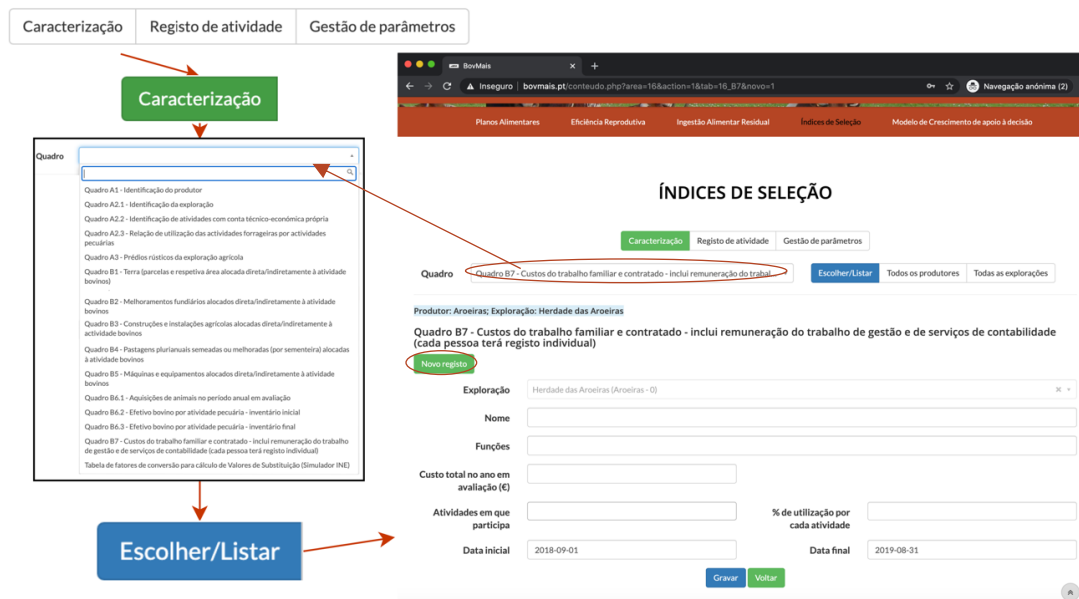 Caracterização Registo de atividade Gestão de parâmetros
Caracterização
Quadro
Quadro A1 - Identificação do produtor
Quadro A2.1 - Identificação da exploração
Quadro A2.2 - Identificação de atividades com conta técnico-económica própria
Quadro A2.3 - Relação de utilização das actividades forrageiras por actividades
pecuárias
Quadro A3 - Prédios rústicos da exploração agrícola
Quadro B1 - Terra (parcelas e respetiva área alocada direta/indiretamente à atividade
bovinos)
Quadro B2 - Melhoramentos fundiários alocados direta/indiretamente à atividade
bovinos
Quadro B3 - Construções e instalações agrícolas alocadas direta/indiretamente à
actividade bovinos
Quadro B4 - Pastagens plurianuais semeadas ou melhoradas (por sementeira) alocadas
à atividade bovinos
Quadro B5 - Máquinas e equipamentos alocados direta/indiretamente à atividade
bovinos
Quadro B6.1 - Aquisições de animais no período anual em avaliação
Quadro B6.2 - Efetivo bovino por atividade pecuária - inventário inicial
Quadro B6.3 - Efetivo bovino por atividade pecuária - inventário final
Quadro B7 - Custos do trabalho familiar e contratado - inclui remuneração do trabalho
de gestão e de serviços de contabilidade (cada pessoa terá registo individual)
Tabela de fatores de conversão para cálculo de Valores de Substituição (Simulador INE)
Escolher/Listar
BovMais
Inseguro | bovmais.pt/conteudo.php?area=16&action=1&tab=16_B7&novo=1 Navegação anónima (2)
Planos Alimentares Eficiência Reprodutiva Ingestão Alimentar Residual Índices de Seleção Modelo de Crescimento de apoio à decisão
ÍNDICES DE SELEÇÃO
Caracterização Registo de atividade Gestão de parâmetros
Quadro Quadro B7 - Custos do trabalho familiar e contratado - inclui remuneração do trabal... Escolher/Listar Todos os produtores Todas as explorações
Produtor: Aroeiras; Exploração: Herdade das Aroeiras
Quadro B7 - Custos do trabalho familiar e contratado - inclui remuneração do trabalho de gestão e de serviços de contabilidade
(cada pessoa terá registo individual)
Novo registo
Exploração Herdade das Aroeiras (Aroeiras - 0)
Nome
Funções
Custo total no ano em
avaliação (€)
Atividades em que % de utilização por
participa cada atividade
Data inicial 2018-09-01 Data final 2019-08-31
Gravar Voltar